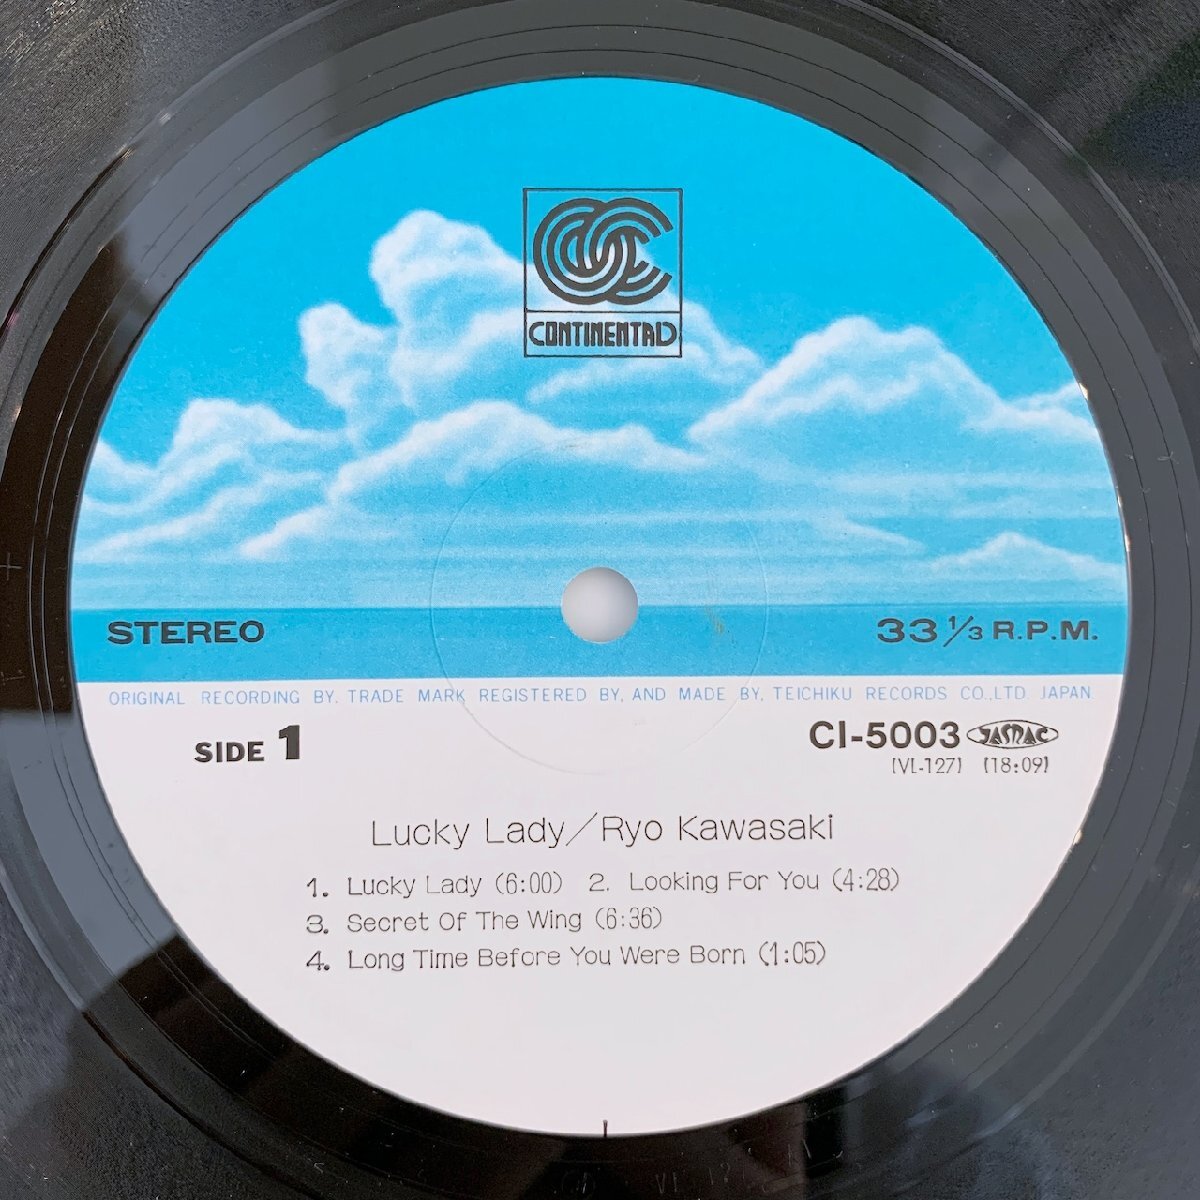 CONTINENTAL
STEREO
33 1/3 R.P.M.
ORIGINAL RECORDING BY, TRADE MARK REGISTERED BY, AND MADE BY, TEICHIKU RECORDS CO.,LTD JAPAN
SIDE 1
CI-5003 JASRAC
(VL-127) (18:09)
Lucky Lady/Ryo Kawasaki
1. Lucky Lady (6:00) 2. Looking For You (4:28)
3. Secret Of The Wing (6:36)
4. Long Time Before You Were Born (1:05)